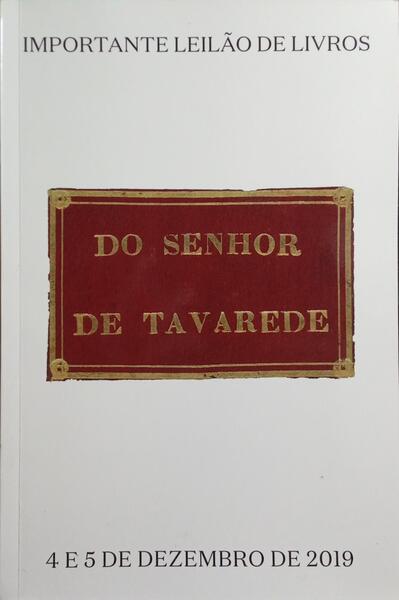 IMPORTANTE LEILÃO DE LIVROS
DO SENHOR
DE TAVAREDE
4 E 5 DE DEZEMBRO DE 2019